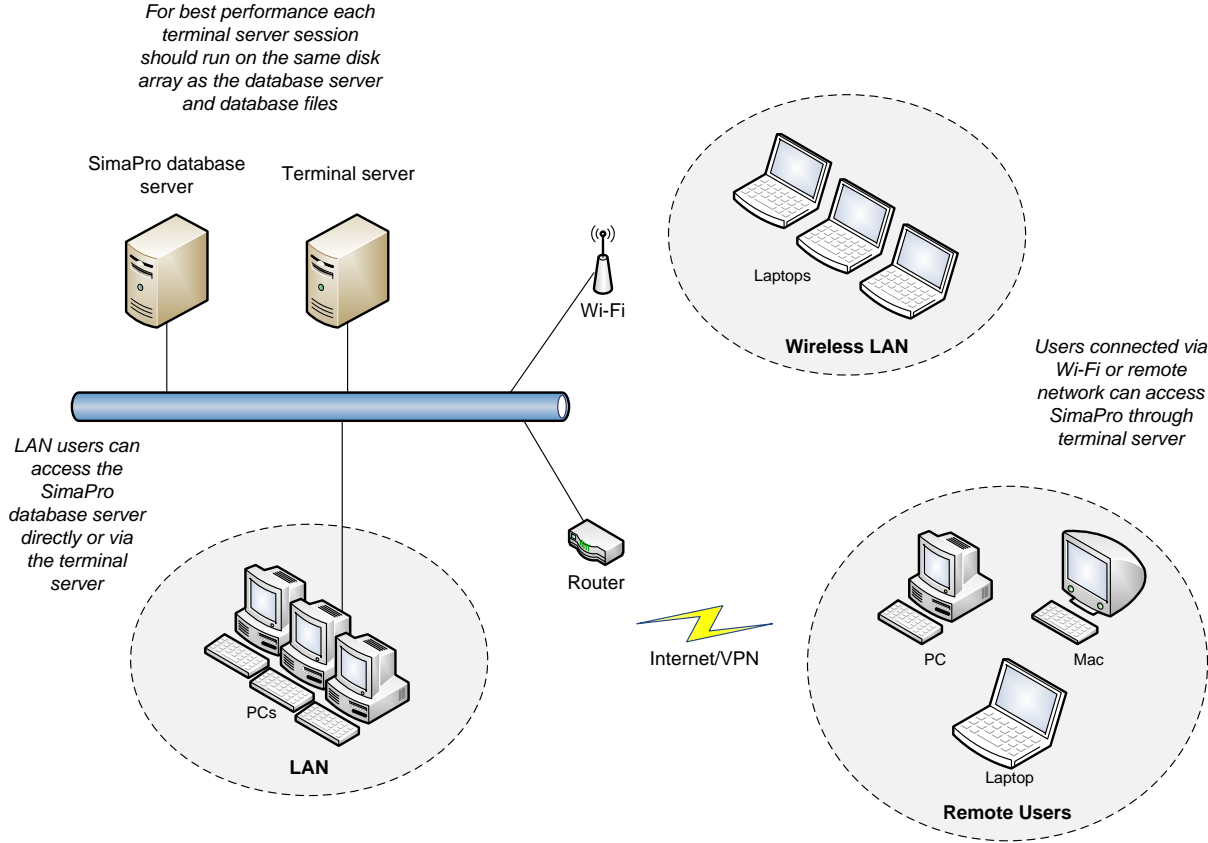 For best performance each
terminal server session
should run on the same disk
array as the database server
and database files
SimaPro database
server
Terminal server
Wi-Fi
Laptops
Wireless LAN
Users connected via
Wi-Fi or remote
network can access
SimaPro through
terminal server
LAN users can
access the
SimaPro
database server
directly or via
the terminal
server
Router
Internet/VPN
PCs
LAN
PC
Mac
Laptop
Remote Users